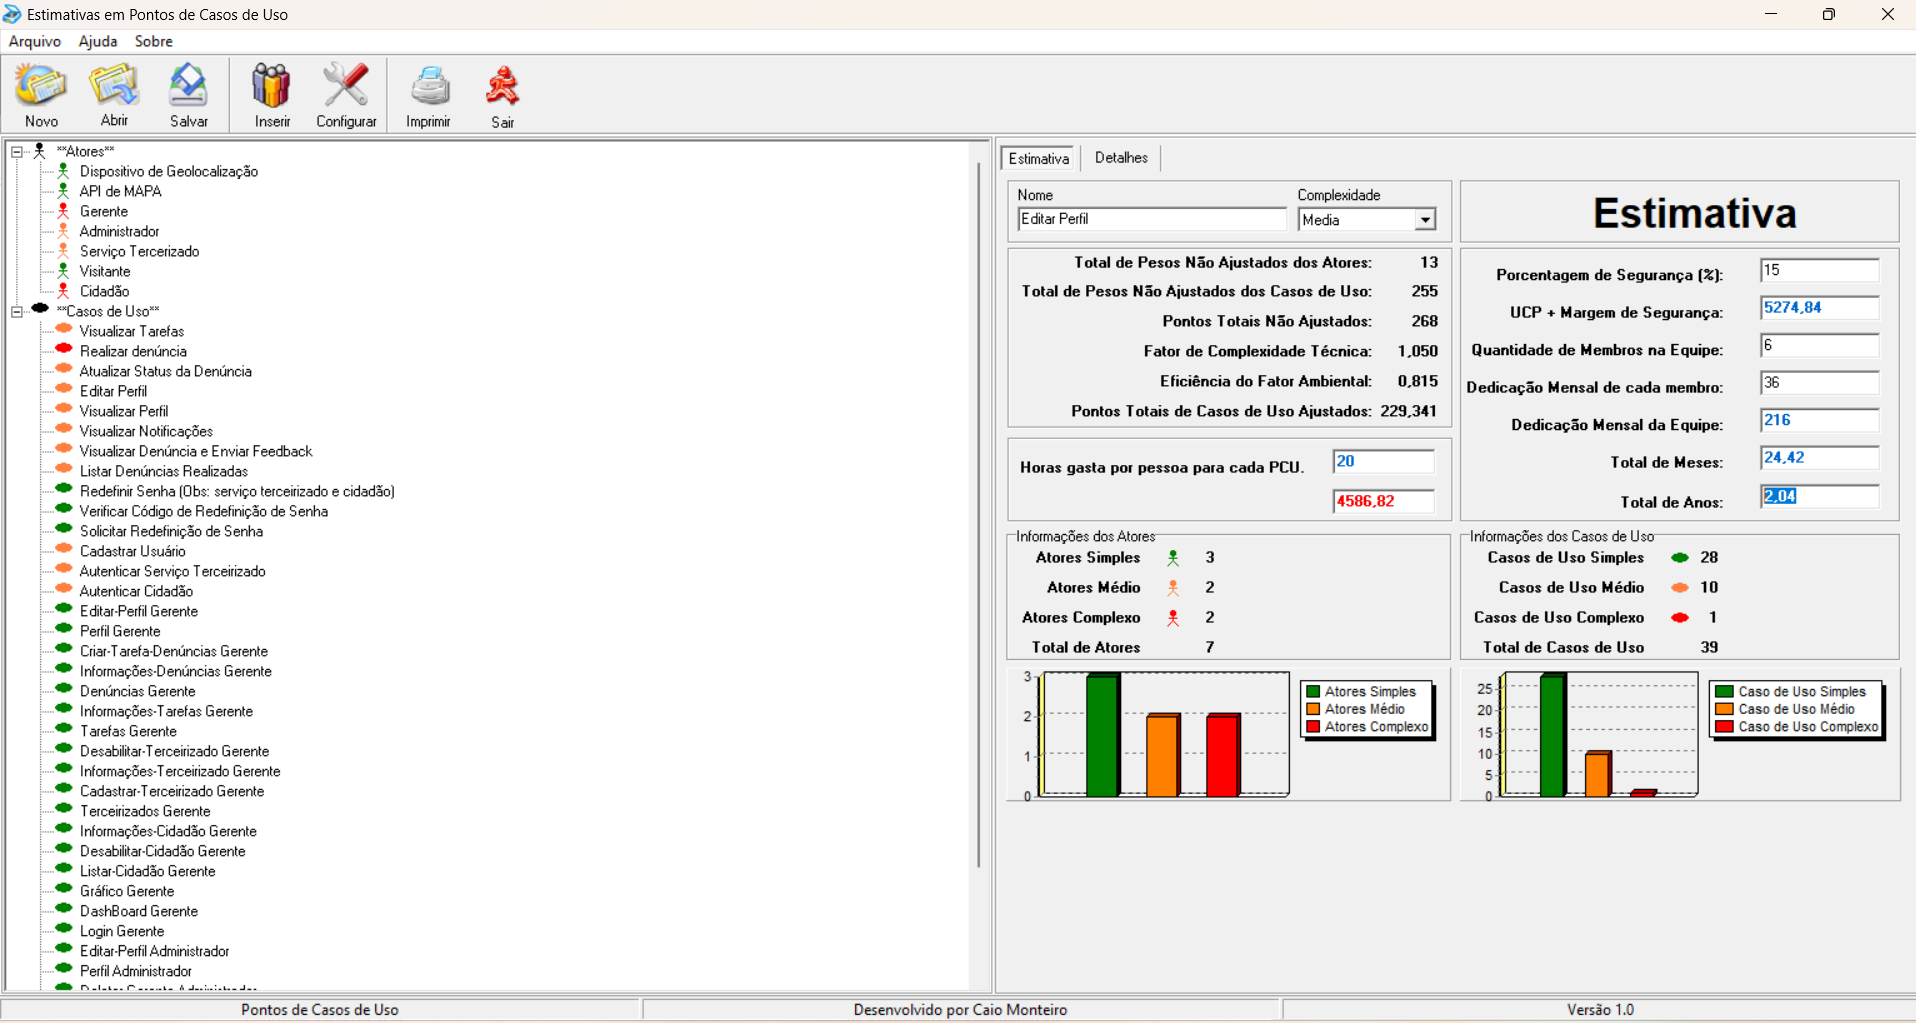 Estimativas em Pontos de Casos de Uso
Arquivo Ajuda Sobre
Novo Abrir Salvar Inserir Configurar Imprimir Sair
**Atores**
Dispositivo de Geolocalização
API de MAPA
Gerente
Administrador
Serviço Tercerizado
Visitante
Cidadão
**Casos de Uso**
Visualizar Tarefas
Realizar denúncia
Atualizar Status da Denúncia
Editar Perfil
Visualizar Perfil
Visualizar Notificações
Visualizar Denúncia e Enviar Feedback
Listar Denúncias Realizadas
Redefinir Senha (Obs: serviço terceirizado e cidadão)
Verificar Código de Redefinição de Senha
Solicitar Redefinição de Senha
Cadastrar Usuário
Autenticar Serviço Terceirizado
Autenticar Cidadão
Editar-Perfil Gerente
Perfil Gerente
Criar-Tarefa-Denúncias Gerente
Informações-Denúncias Gerente
Denúncias Gerente
Informações-Tarefas Gerente
Tarefas Gerente
Desabilitar-Terceirizado Gerente
Informações-Terceirizado Gerente
Cadastrar-Terceirizado Gerente
Terceirizados Gerente
Informações-Cidadão Gerente
Desabilitar-Cidadão Gerente
Listar-Cidadão Gerente
Gráfico Gerente
DashBoard Gerente
Login Gerente
Editar-Perfil Administrador
Perfil Administrador
Estimativa Detalhes
Nome Complexidade
Editar Perfil Media
Total de Pesos Não Ajustados dos Atores: 13
Total de Pesos Não Ajustados dos Casos de Uso: 255
Pontos Totais Não Ajustados: 268
Fator de Complexidade Técnica: 1,050
Eficiência do Fator Ambiental: 0,815
Pontos Totais de Casos de Uso Ajustados: 229,341
Horas gasta por pessoa para cada PCU. 20
4586,82
Estimativa
Porcentagem de Segurança (%): 15
UCP + Margem de Segurança: 5274,84
Quantidade de Membros na Equipe: 6
Dedicação Mensal de cada membro: 36
Dedicação Mensal da Equipe: 216
Total de Meses: 24,42
Total de Anos: 2,04
Informações dos Atores
Atores Simples 3
Atores Médio 2
Atores Complexo 2
Total de Atores 7
Informações dos Casos de Uso
Casos de Uso Simples 28
Casos de Uso Médio 10
Casos de Uso Complexo 1
Total de Casos de Uso 39
3
2
1
0
Atores Simples
Atores Médio
Atores Complexo
25
20
15
10
5
0
Caso de Uso Simples
Caso de Uso Médio
Caso de Uso Complexo
Pontos de Casos de Uso Desenvolvido por Caio Monteiro Versão 1.0